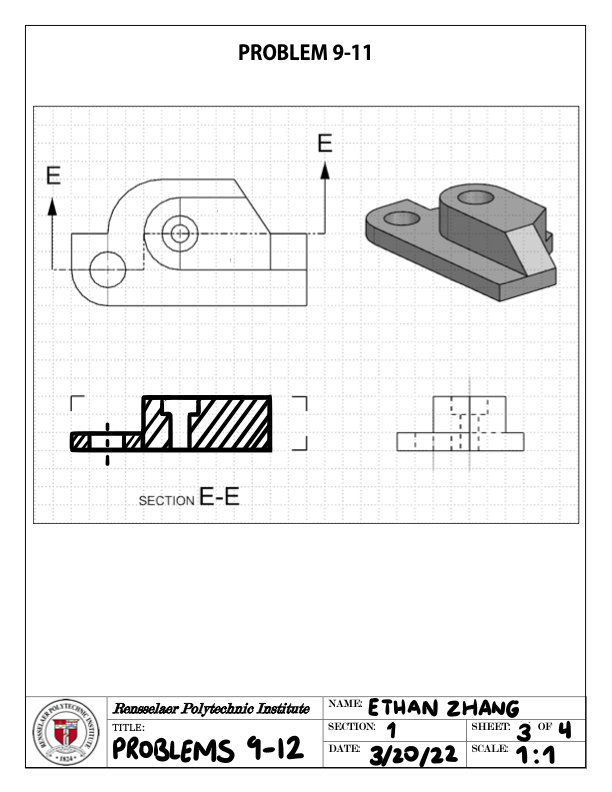 PROBLEM 9-11
E
E
SECTION E-E
RENSSELAER POLYTECHNIC INSTITUTE
1824
Rensselaer Polytechnic Institute
TITLE:
PROBLEMS 9-12
NAME: ETHAN ZHANG
SECTION: 1
SHEET: 3 OF 4
DATE: 3/20/22
SCALE: 1:1